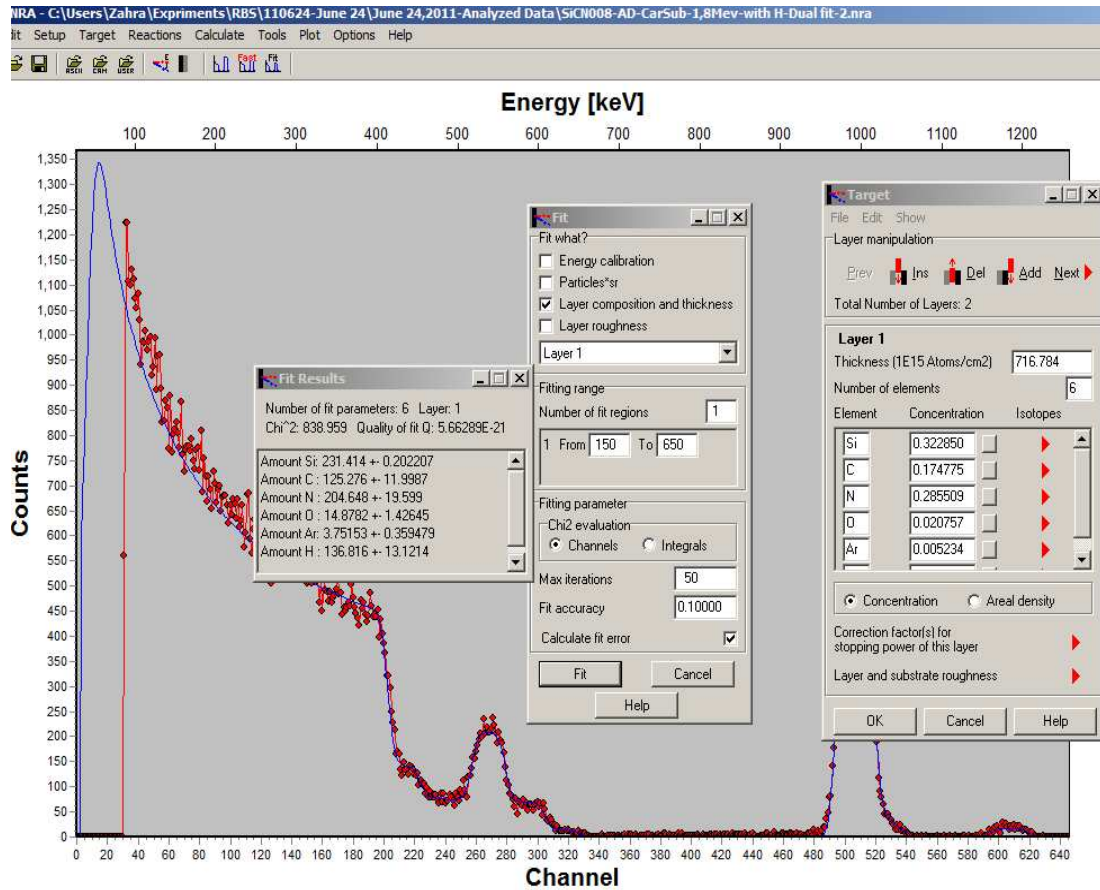 NRA - C:\Users\Zahra\Expriments\RBS\110624-June 24\June 24,2011-Analyzed Data\SiCN008-AD-CarSub-1,8Mev-with H-Dual fit-2.nra
Setup Target Reactions Calculate Tools Plot Options Help
ASCII CAM USER E Fast Fit
Energy [keV]
100 200 300 400 500 600 700 800 900 1000 1100 1200
1,350
1,300
1,250
1,200
1,150
1,100
1,050
1,000
950
900
850
800
750
700
650
600
550
500
450
400
350
300
250
200
150
100
50
0
Counts
Fit Results
Number of fit parameters: 6 Layer: 1
Chi^2: 838.959 Quality of fit Q: 5.66289E-21
Amount Si: 231.414 +- 0.202207
Amount C : 125.276 +- 11.9987
Amount N : 204.648 +- 19.599
Amount O : 14.8782 +- 1.42645
Amount Ar: 3.75153 +- 0.359479
Amount H : 136.816 +- 13.1214
Fit
Fit what?
Energy calibration
Particles*sr
Layer composition and thickness
Layer roughness
Layer 1
Fitting range
Number of fit regions 1
1 From 150 To 650
Fitting parameter
Chi2 evaluation
Channels Integrals
Max iterations 50
Fit accuracy 0.10000
Calculate fit error
Fit Cancel
Help
Target
File Edit Show
Layer manipulation
Prev Ins Del Add Next
Total Number of Layers: 2
Layer 1
Thickness (1E15 Atoms/cm2) 716.784
Number of elements 6
Element Concentration Isotopes
Si 0.322850
C 0.174775
N 0.285509
O 0.020757
Ar 0.005234
Concentration Areal density
Correction factor(s) for
stopping power of this layer
Layer and substrate roughness
OK Cancel Help
0 20 40 60 80 100 120 140 160 180 200 220 240 260 280 300 320 340 360 380 400 420 440 460 480 500 520 540 560 580 600 620 640
Channel